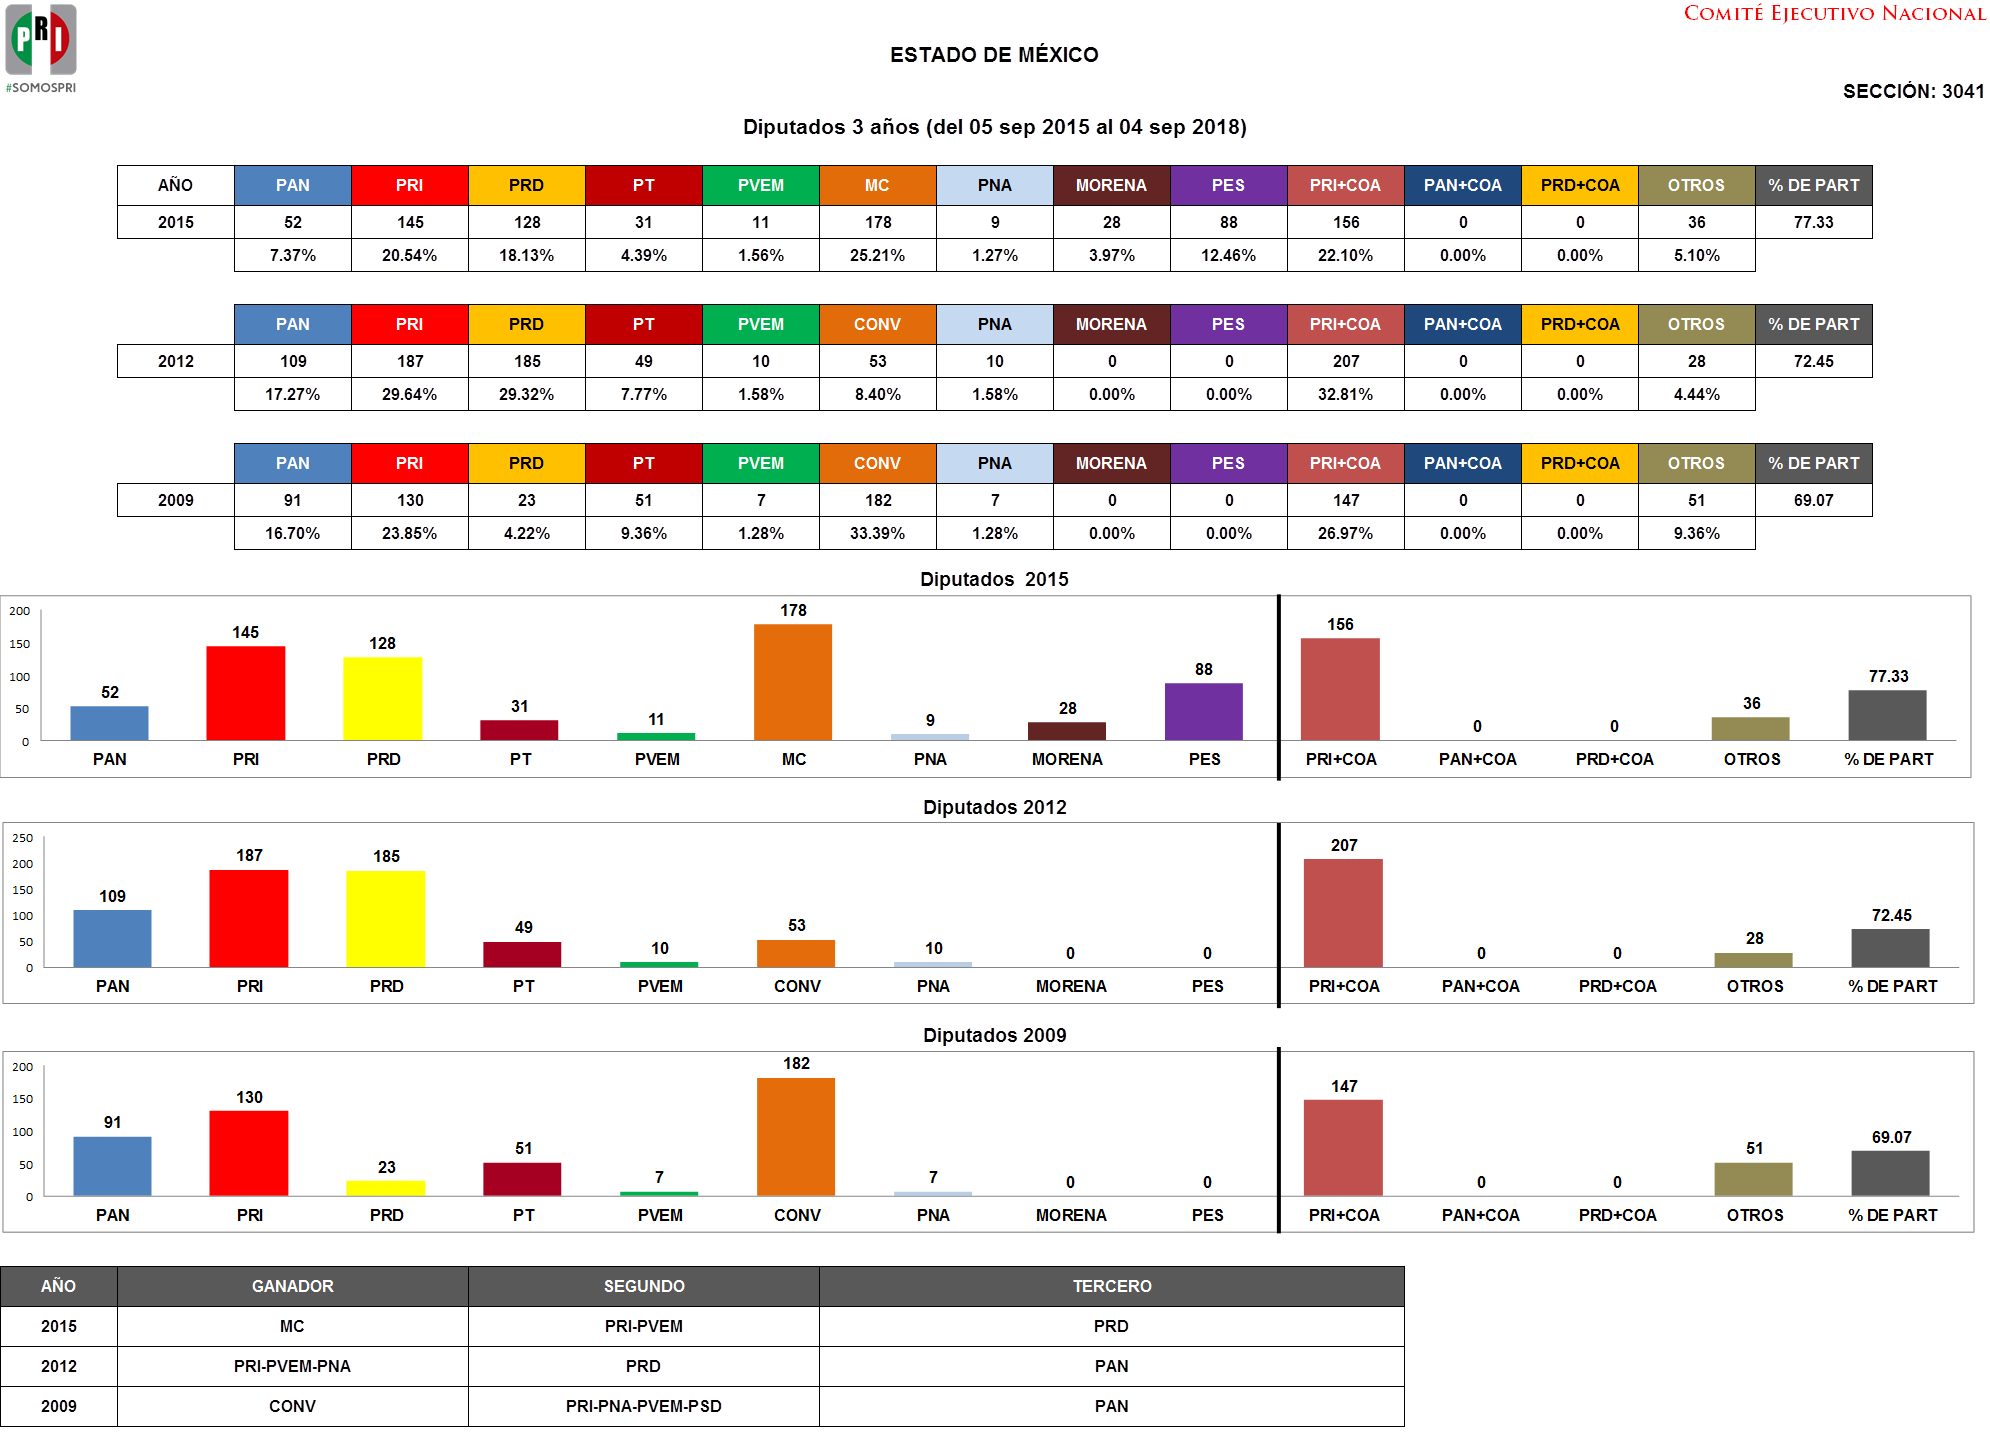 PRI
#SOMOSPRI
COMITÉ EJECUTIVO NACIONAL
ESTADO DE MÉXICO
SECCIÓN: 3041
Diputados 3 años (del 05 sep 2015 al 04 sep 2018)
AÑO PAN PRI PRD PT PVEM MC PNA MORENA PES PRI+COA PAN+COA PRD+COA OTROS % DE PART
2015 52 145 128 31 11 178 9 28 88 156 0 0 36 77.33
7.37% 20.54% 18.13% 4.39% 1.56% 25.21% 1.27% 3.97% 12.46% 22.10% 0.00% 0.00% 5.10%
PAN PRI PRD PT PVEM CONV PNA MORENA PES PRI+COA PAN+COA PRD+COA OTROS % DE PART
2012 109 187 185 49 10 53 10 0 0 207 0 0 28 72.45
17.27% 29.64% 29.32% 7.77% 1.58% 8.40% 1.58% 0.00% 0.00% 32.81% 0.00% 0.00% 4.44%
PAN PRI PRD PT PVEM CONV PNA MORENA PES PRI+COA PAN+COA PRD+COA OTROS % DE PART
2009 91 130 23 51 7 182 7 0 0 147 0 0 51 69.07
16.70% 23.85% 4.22% 9.36% 1.28% 33.39% 1.28% 0.00% 0.00% 26.97% 0.00% 0.00% 9.36%
Diputados 2015
200
150
100
50
0
52 145 128 31 11 178 9 28 88 156 0 0 36 77.33
PAN PRI PRD PT PVEM MC PNA MORENA PES PRI+COA PAN+COA PRD+COA OTROS % DE PART
Diputados 2012
250
200
150
100
50
0
109 187 185 49 10 53 10 0 0 207 0 0 28 72.45
PAN PRI PRD PT PVEM CONV PNA MORENA PES PRI+COA PAN+COA PRD+COA OTROS % DE PART
Diputados 2009
200
150
100
50
0
91 130 23 51 7 182 7 0 0 147 0 0 51 69.07
PAN PRI PRD PT PVEM CONV PNA MORENA PES PRI+COA PAN+COA PRD+COA OTROS % DE PART
AÑO GANADOR SEGUNDO TERCERO
2015 MC PRI-PVEM PRD
2012 PRI-PVEM-PNA PRD PAN
2009 CONV PRI-PNA-PVEM-PSD PAN